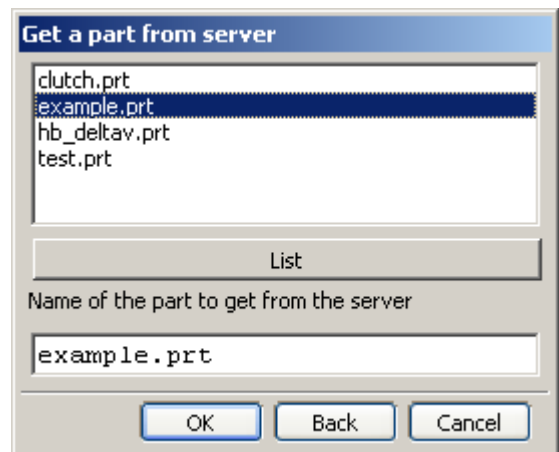 Get a part from server
clutch.prt
example.prt
hb_deltav.prt
test.prt
List
Name of the part to get from the server
example.prt
OK Back Cancel